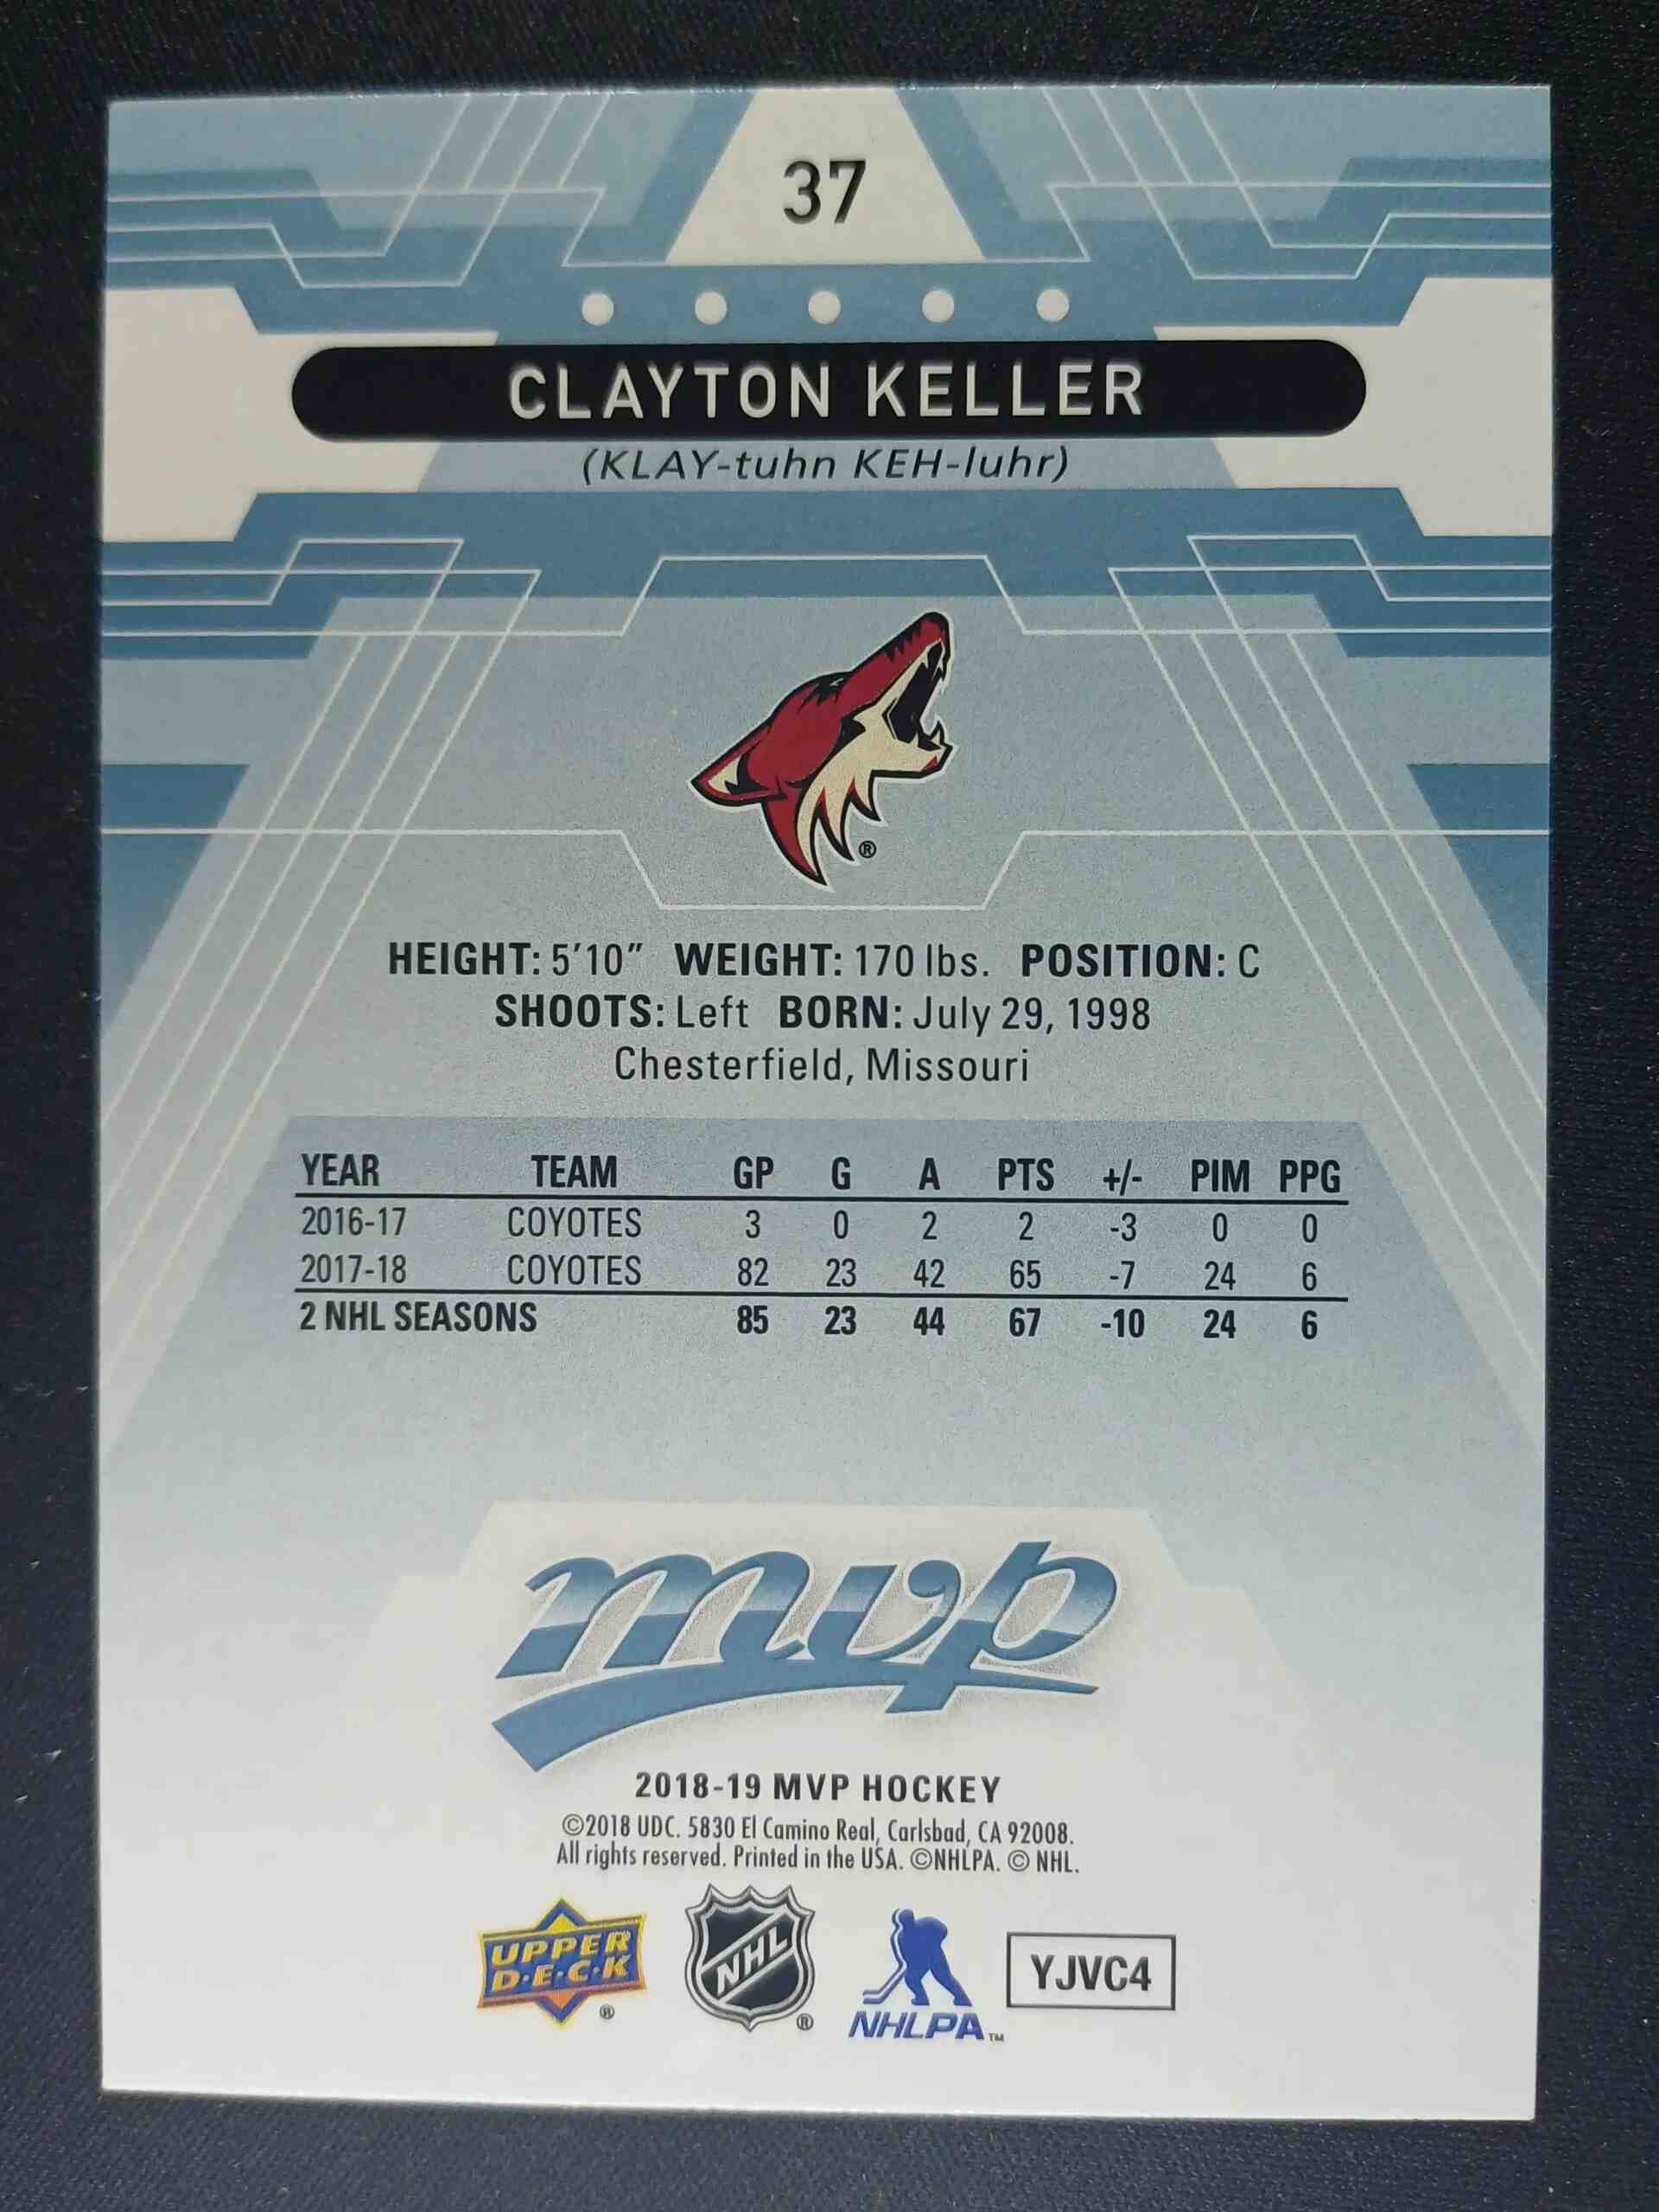 37
CLAYTON KELLER
(KLAY-tuhn KEH-luhr)
®
HEIGHT: 5'10" WEIGHT: 170 lbs. POSITION: C
SHOOTS: Left BORN: July 29, 1998
Chesterfield, Missouri
YEAR TEAM GP G A PTS +/- PIM PPG
2016-17 COYOTES 3 0 2 2 -3 0 0
2017-18 COYOTES 82 23 42 65 -7 24 6
2 NHL SEASONS 85 23 44 67 -10 24 6
mvp
2018-19 MVP HOCKEY
©2018 UDC. 5830 El Camino Real, Carlsbad, CA 92008.
All rights reserved. Printed in the USA. ©NHLPA. © NHL.
UPPER
D·E·C·K ®
NHL ®
NHLPA™
YJVC4